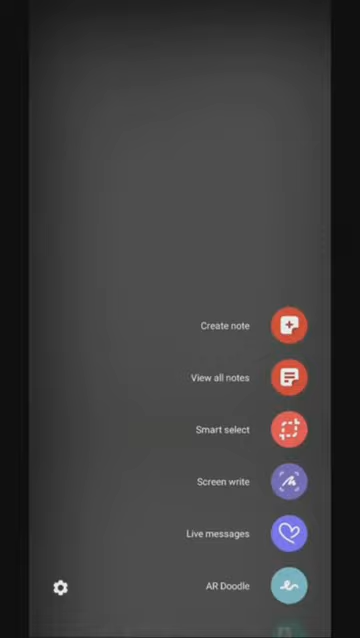 Create note
View all notes
Smart select
Screen write
Live messages
AR Doodle